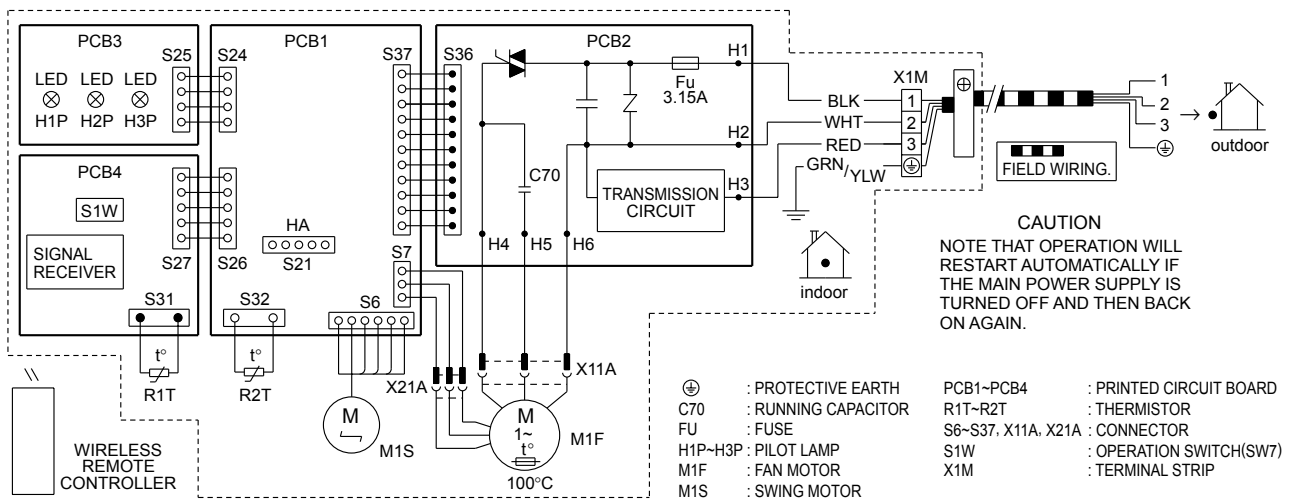 PCB3
LED LED LED
H1P H2P H3P
S25
S24
PCB1
S37
S36
PCB2
H1
Fu
3.15A
H2
H3
C70
TRANSMISSION
CIRCUIT
H4
H5
H6
PCB4
S1W
SIGNAL
RECEIVER
S27
S26
HA
S21
S7
S31
S32
S6
t°
R1T
t°
R2T
M
M1S
X21A
X11A
M
1~
t°
100°C
M1F
WIRELESS
REMOTE
CONTROLLER
BLK
WHT
RED
GRN/YLW
X1M
1
2
3
indoor
1
2
3
outdoor
FIELD WIRING.
CAUTION
NOTE THAT OPERATION WILL
RESTART AUTOMATICALLY IF
THE MAIN POWER SUPPLY IS
TURNED OFF AND THEN BACK
ON AGAIN.
: PROTECTIVE EARTH
C70 : RUNNING CAPACITOR
FU : FUSE
H1P~H3P : PILOT LAMP
M1F : FAN MOTOR
M1S : SWING MOTOR
PCB1~PCB4 : PRINTED CIRCUIT BOARD
R1T~R2T : THERMISTOR
S6~S37, X11A, X21A : CONNECTOR
S1W : OPERATION SWITCH(SW7)
X1M : TERMINAL STRIP